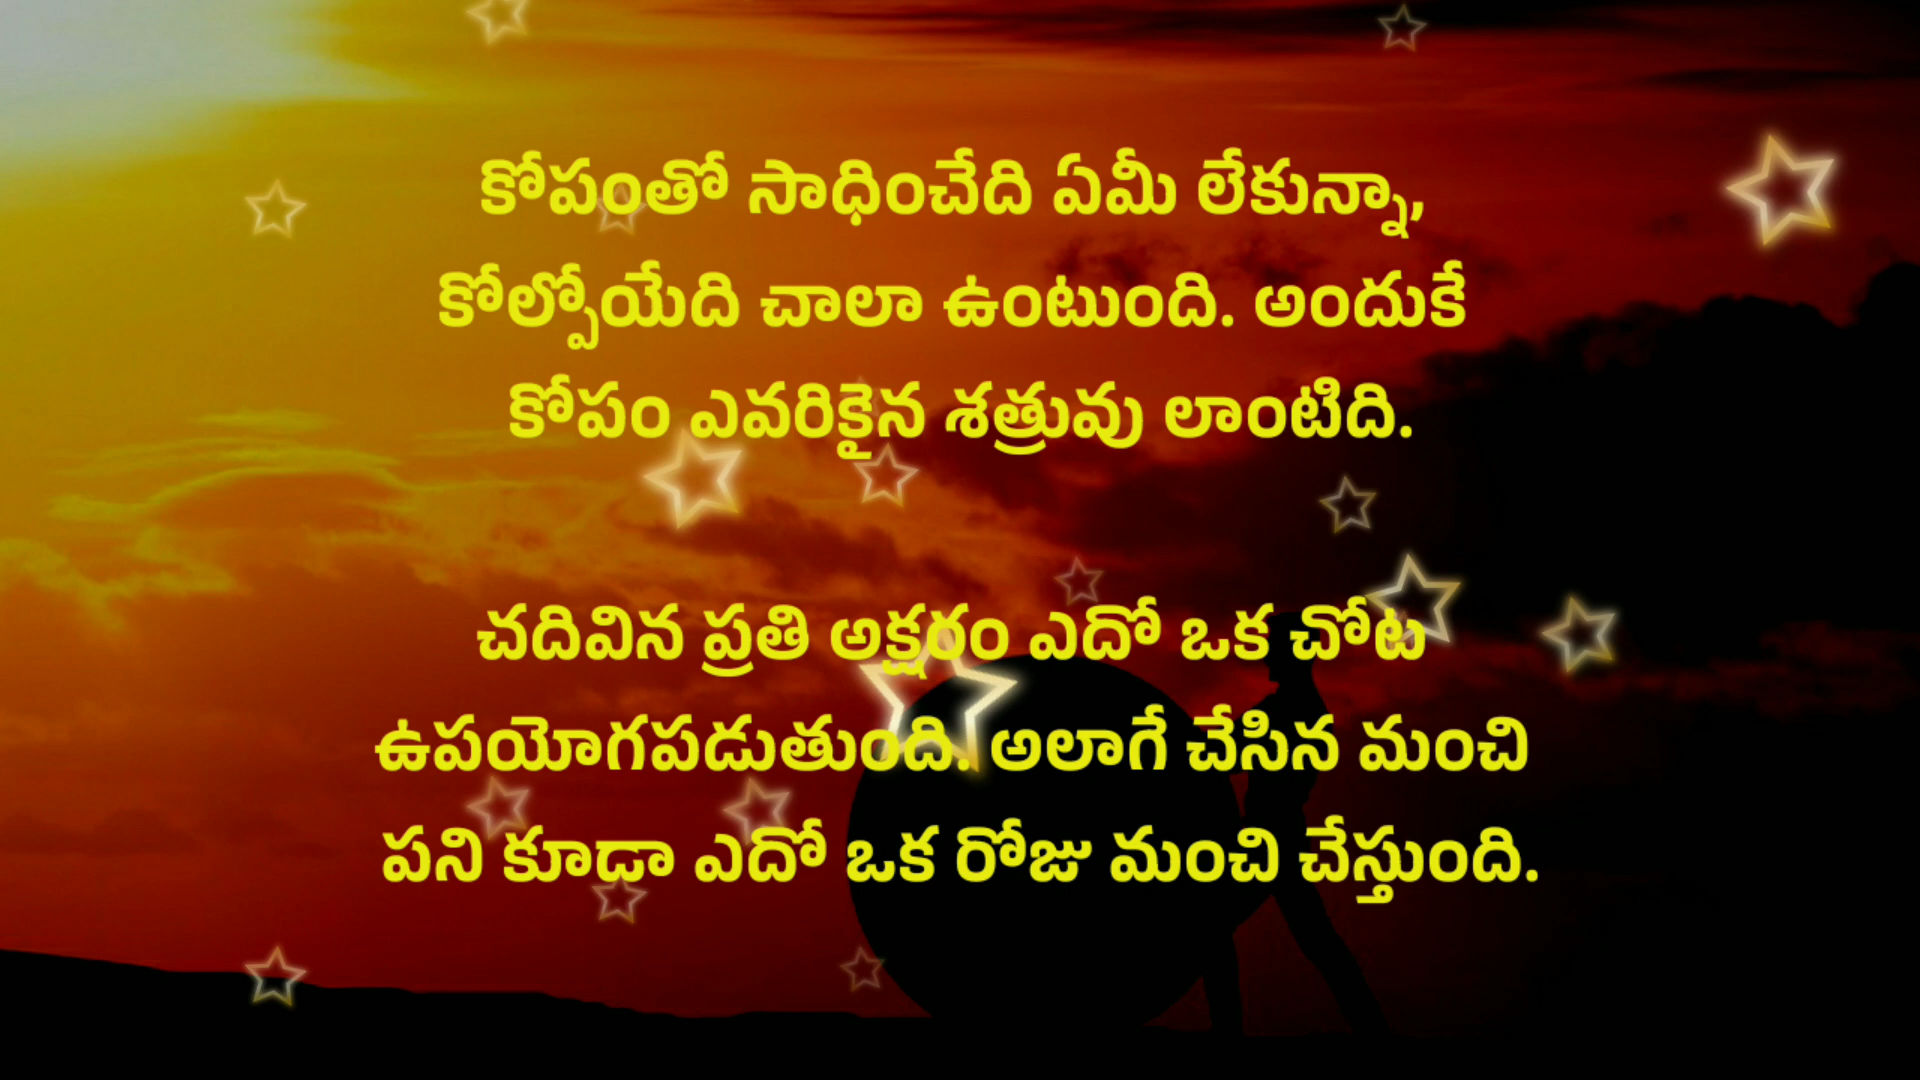 కోపంతో సాధించేది ఏమీ లేకున్నా,
కోల్పోయేది చాలా ఉంటుంది. అందుకే
కోపం ఎవరికైన శత్రువు లాంటిది.
చదివిన ప్రతి అక్షరం ఎదో ఒక చోట
ఉపయోగపడుతుంది. అలాగే చేసిన మంచి
పని కూడా ఎదో ఒక రోజు మంచి చేస్తుంది.